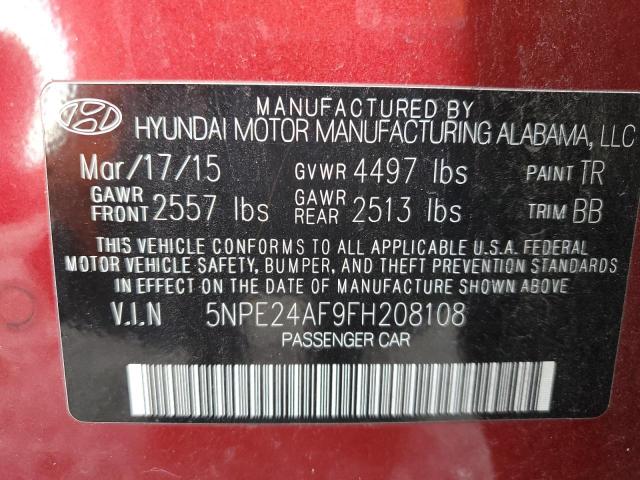 MANUFACTURED BY
HYUNDAI MOTOR MANUFACTURING ALABAMA, LLC
Mar/17/15 GVWR 4497 lbs PAINT TR
GAWR FRONT 2557 lbs GAWR REAR 2513 lbs TRIM BB
THIS VEHICLE CONFORMS TO ALL APPLICABLE U.S.A. FEDERAL
MOTOR VEHICLE SAFETY, BUMPER, AND THEFT PREVENTION STANDARDS
IN EFFECT ON THE DATE OF MANUFACTURE SHOWN ABOVE.
V.I.N 5NPE24AF9FH208108
PASSENGER CAR